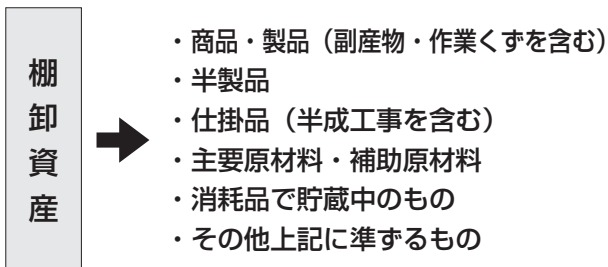 棚卸資産
・商品・製品（副産物・作業くずを含む）
・半製品
・仕掛品（半成工事を含む）
・主要原材料・補助原材料
・消耗品で貯蔵中のもの
・その他上記に準ずるもの